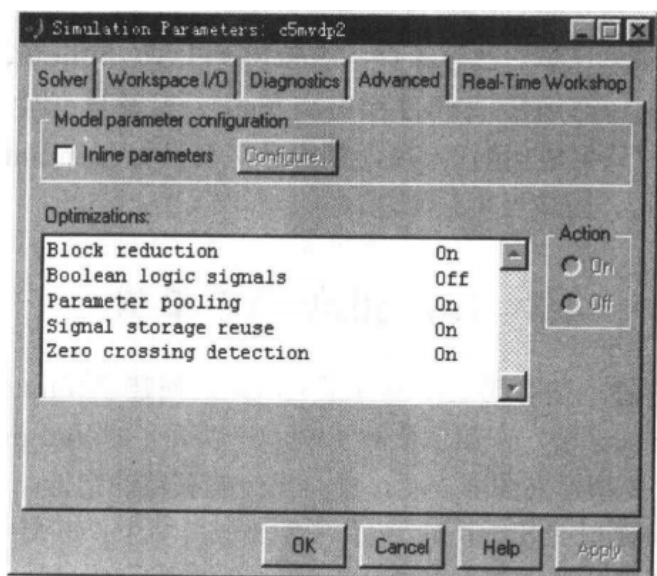 Simulation Parameters: c5mvdp2
Solver Workspace I/O Diagnostics Advanced Real-Time Workshop
Model parameter configuration
Inline parameters Configure...
Optimizations:
Action
Block reduction On
Boolean logic signals Off
Parameter pooling On
Signal storage reuse On
Zero crossing detection On
On
Off
OK Cancel Help Apply